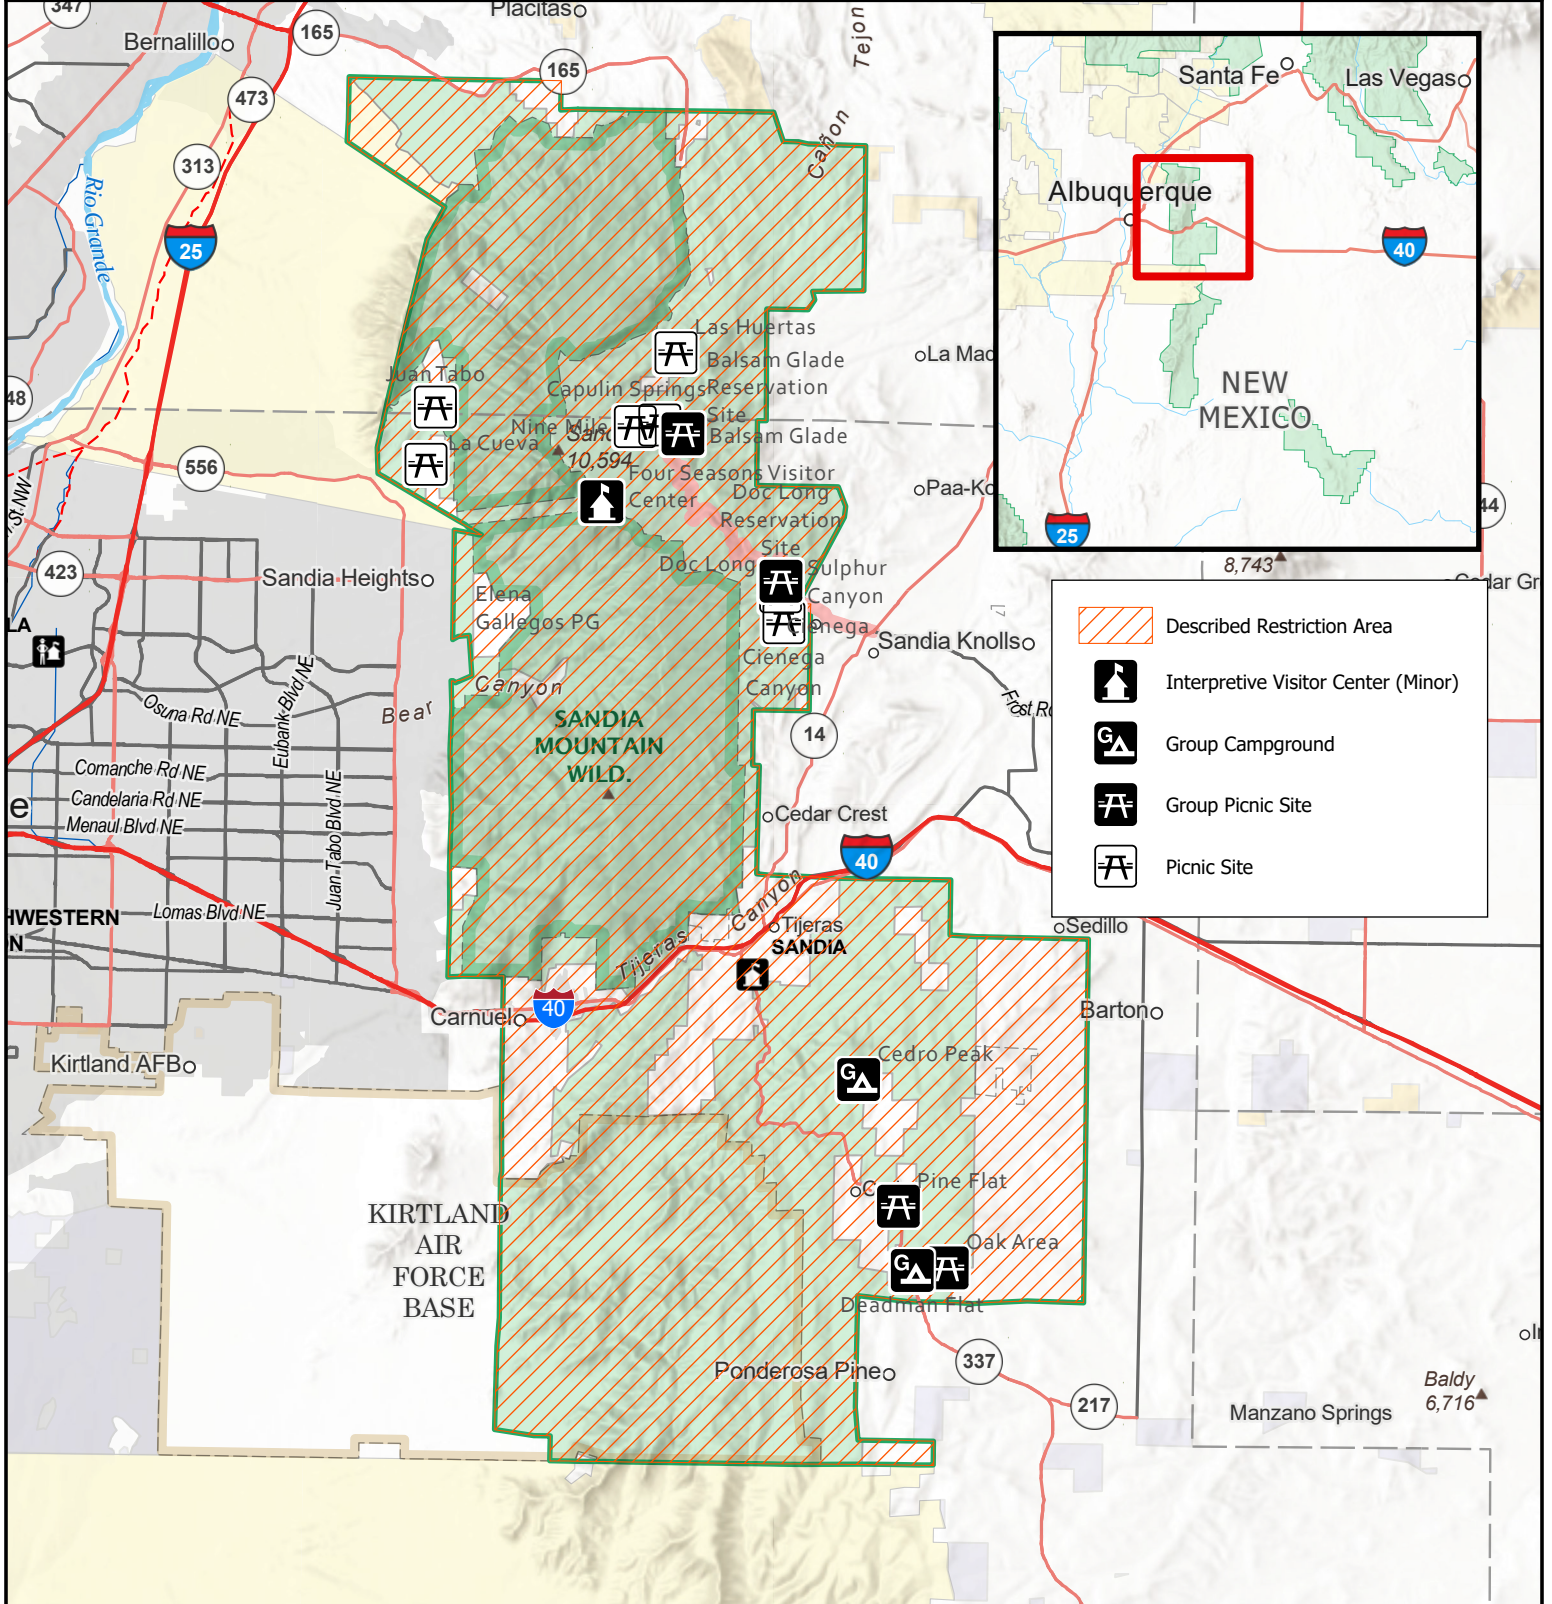 347
Placitas
165
Bernalillo
165
473
Tejon
Cañon
313
25
Rio Grande
Santa Fe
Las Vegas
Albuquerque
40
NEW
MEXICO
25
Las Huertas
Balsam Glade
Reservation
Site
Juan Tabo
Capulin Springs
Nine Mile
Balsam Glade
La Cueva
10,594
Four Seasons Visitor
Center
Doc Long
Reservation
Site
Doc Long
Sulphur
Canyon
Cienega
Cienega
Canyon
La Mad
Paa-Ko
48
556
423
44
8,743
Cedar Gr
Sandia Heights
Elena
Gallegos PG
Canyon
Bear
SANDIA
MOUNTAIN
WILD.
Sandia Knolls
Frost Rd
14
LA
Osuna Rd NE
Eubank Blvd NE
Comanche Rd NE
Candelaria Rd NE
Menaul Blvd NE
Juan Tabo Blvd NE
Lomas Blvd NE
e
HWESTERN
N
Described Restriction Area
Interpretive Visitor Center (Minor)
G
Group Campground
Group Picnic Site
Picnic Site
Cedar Crest
40
Tijeras
Canyon
Tijeras
SANDIA
Sedillo
Carnuel
40
Barton
Kirtland AFB
G
Cedro Peak
KIRTLAND
AIR
FORCE
BASE
Pine Flat
Oak Area
G
Deadman Flat
Ponderosa Pine
337
217
Baldy
6,716
Manzano Springs